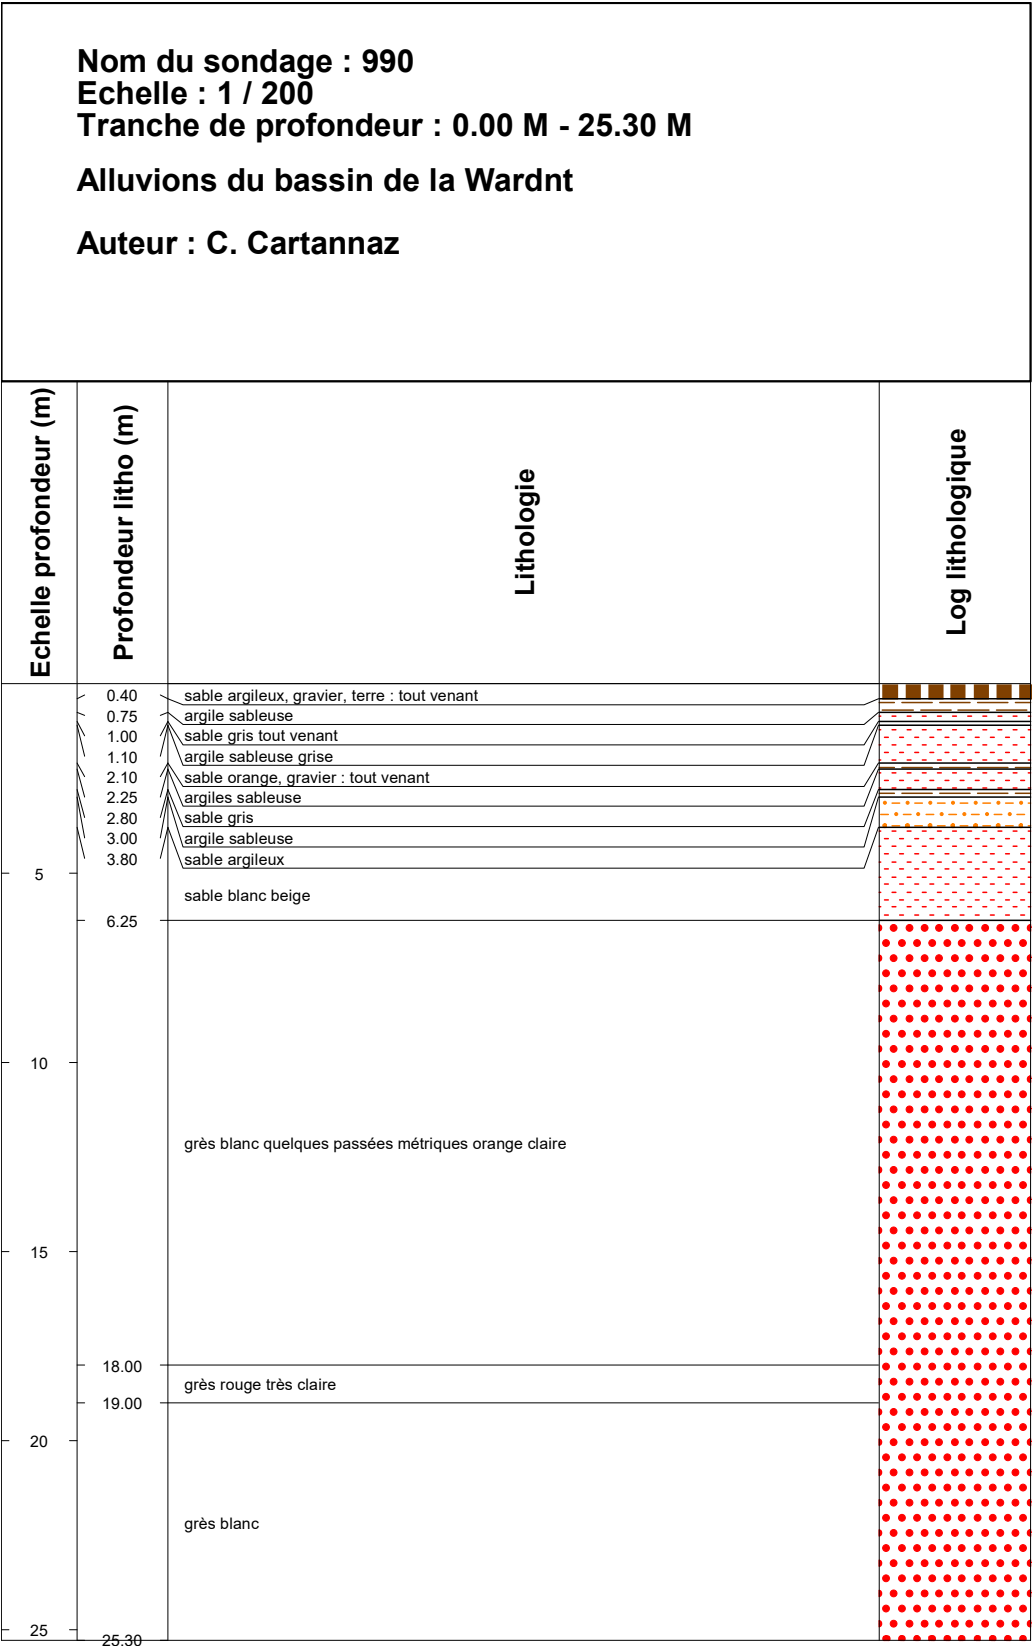 Nom du sondage : 990
Echelle : 1 / 200
Tranche de profondeur : 0.00 M - 25.30 M
Alluvions du bassin de la Wardnt
Auteur : C. Cartannaz
Echelle profondeur (m)
Profondeur litho (m)
Lithologie
Log lithologique
0.40 sable argileux, gravier, terre : tout venant
0.75 argile sableuse
1.00 sable gris tout venant
1.10 argile sableuse grise
2.10 sable orange, gravier : tout venant
2.25 argiles sableuse
2.80 sable gris
3.00 argile sableuse
3.80 sable argileux
5
sable blanc beige
6.25
10
grès blanc quelques passées métriques orange claire
15
18.00
grès rouge très claire
19.00
20
grès blanc
25
25.30